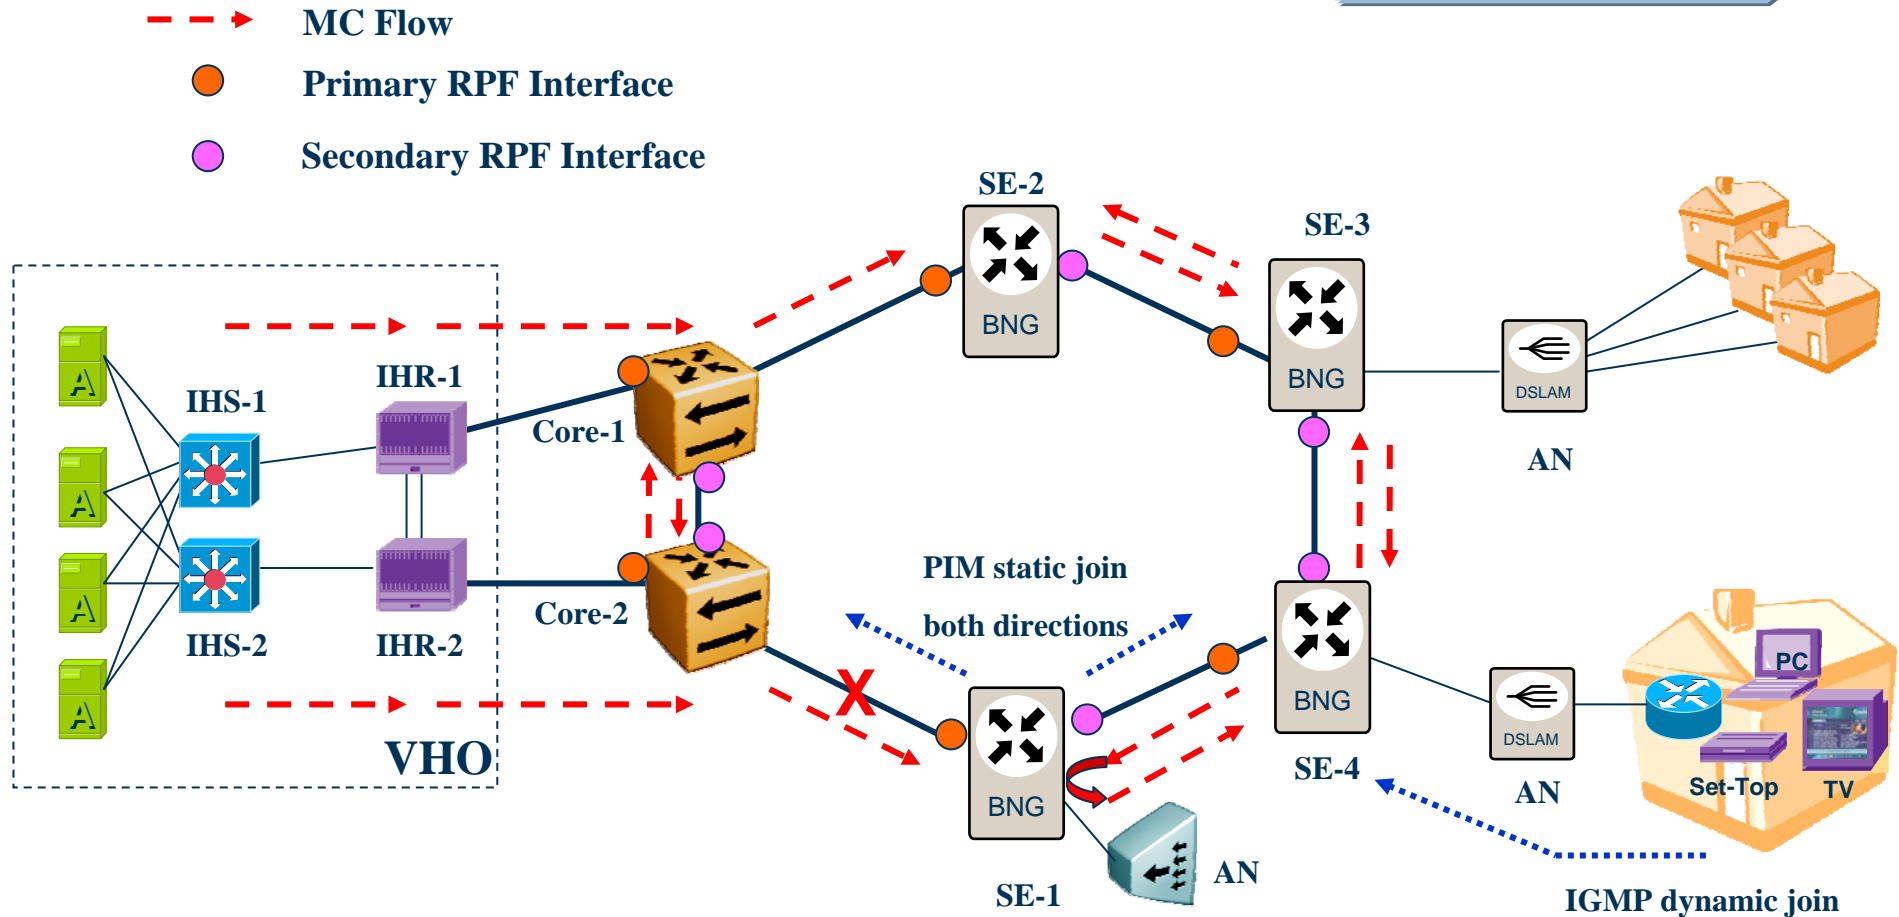 MC Flow
Primary RPF Interface
Secondary RPF Interface
SE-2
BNG
SE-3
BNG
IHS-1
IHR-1
Core-1
DSLAM
AN
A
A
A
A
IHS-2
IHR-2
Core-2
VHO
PIM static join
both directions
X
BNG
SE-1
AN
BNG
SE-4
DSLAM
AN
PC
Set-Top
TV
IGMP dynamic join